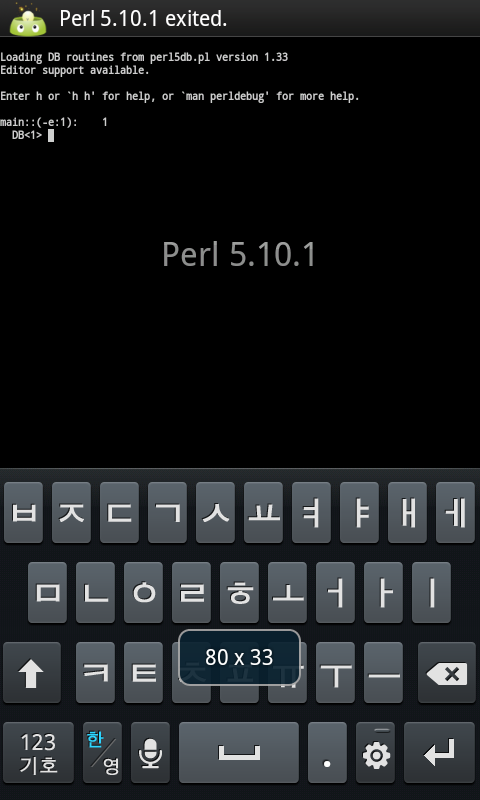 Perl 5.10.1 exited.
Loading DB routines from perl5db.pl version 1.33
Editor support available.
Enter h or `h h' for help, or `man perldebug' for more help.
main::(-e:1):    1
DB<1>
Perl 5.10.1
ㅂ ㅈ ㄷ ㄱ ㅅ ㅛ ㅕ ㅑ ㅐ ㅔ
ㅁ ㄴ ㅇ ㄹ ㅎ ㅗ ㅓ ㅏ ㅣ
ㅋ ㅌ ㅊ ㅍ ㅠ ㅜ ㅡ
80 x 33
123
기호
한/영
.